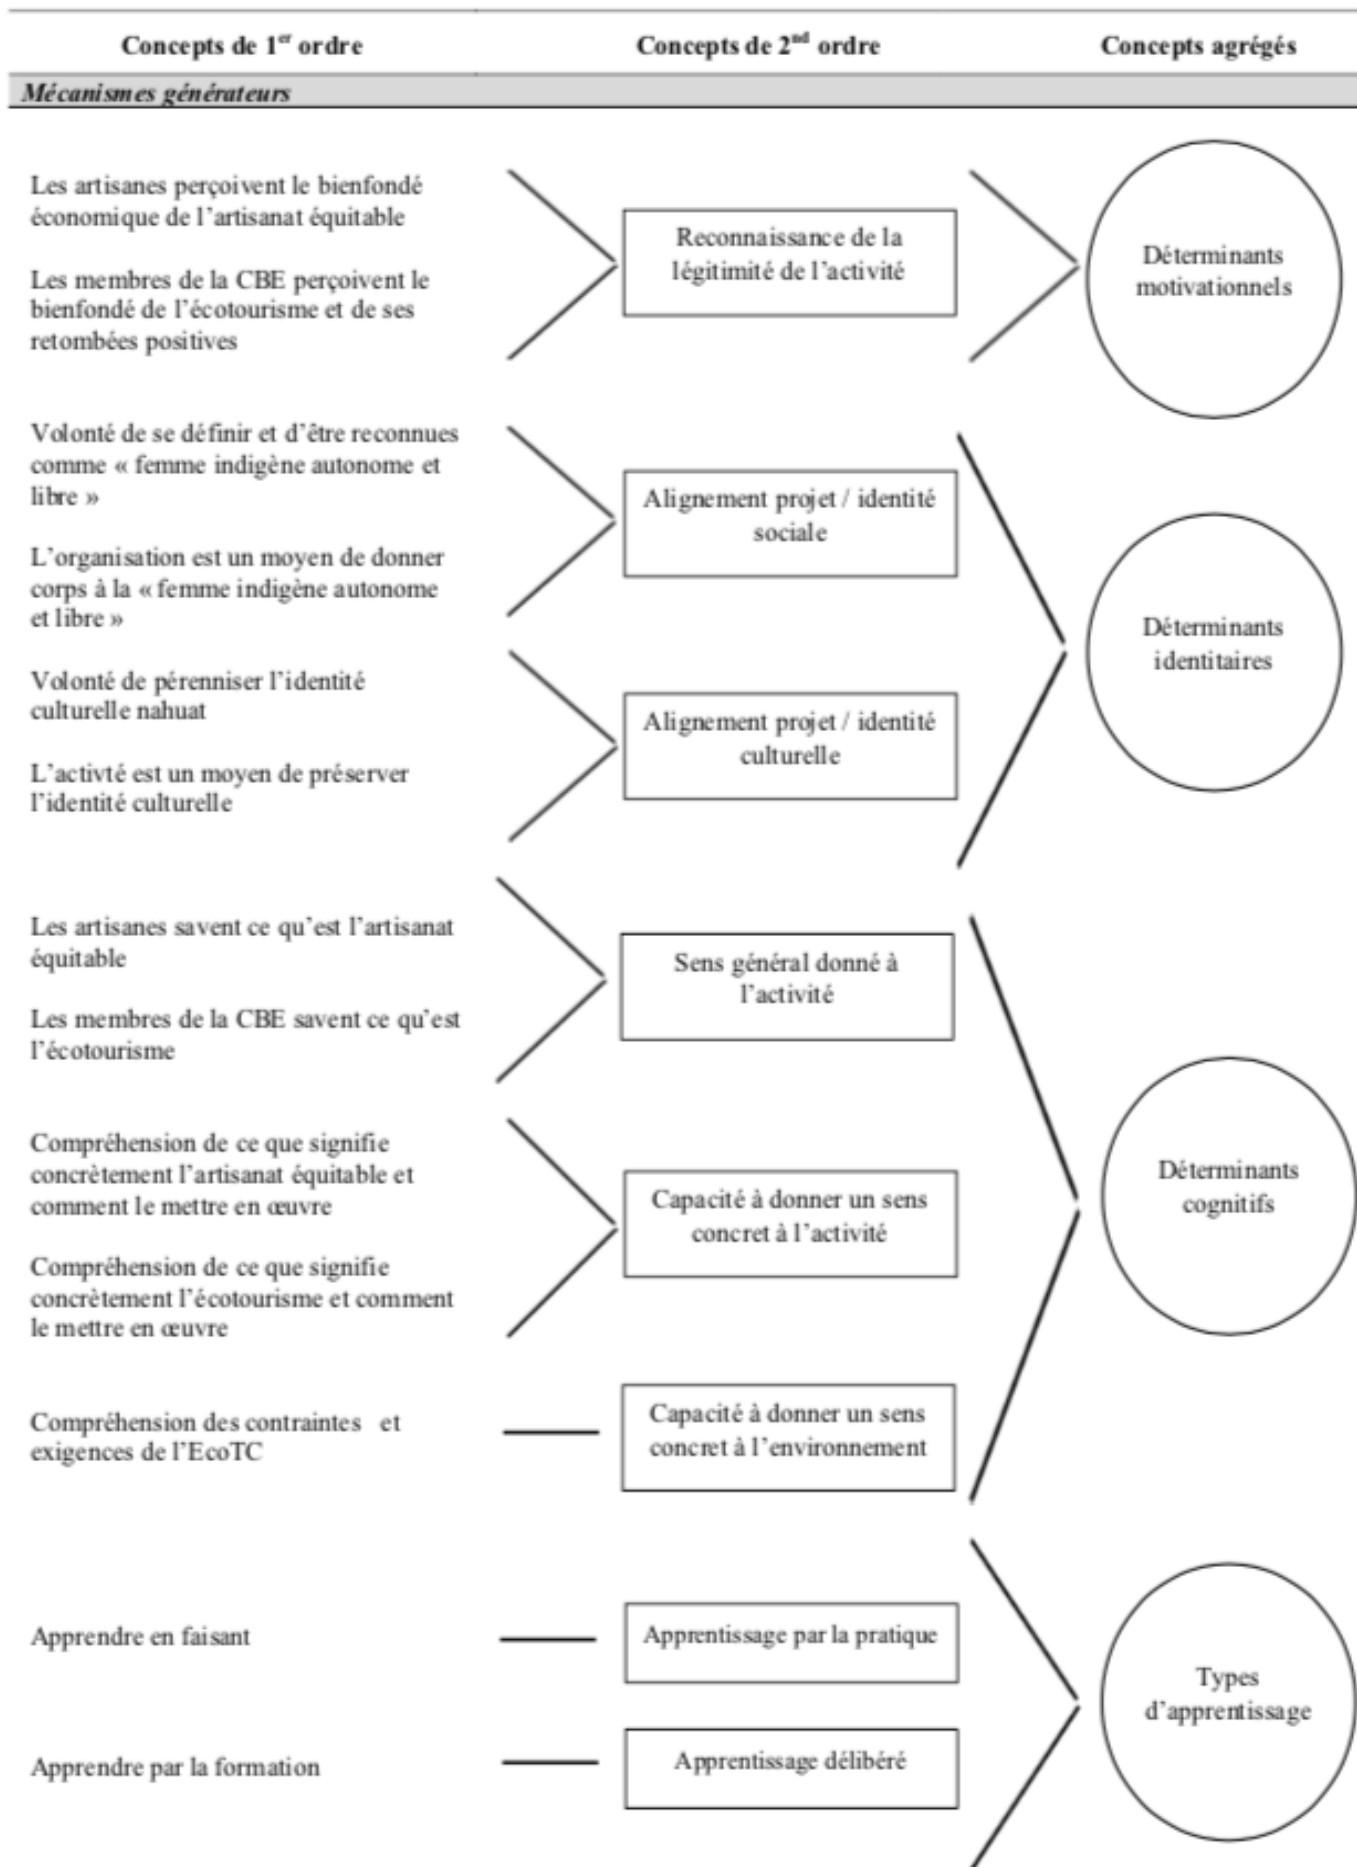 Concepts de 1er ordre
Concepts de 2nd ordre
Concepts agrégés
Mécanismes générateurs
Les artisanes perçoivent le bienfondé
économique de l'artisanat équitable
Les membres de la CBE perçoivent le
bienfondé de l'écotourisme et de ses
retombées positives
Reconnaissance de la
légitimité de l'activité
Déterminants
motivationnels
Volonté de se définir et d'être reconnues
comme « femme indigène autonome et
libre »
L'organisation est un moyen de donner
corps à la « femme indigène autonome
et libre »
Alignement projet / identité
sociale
Volonté de pérenniser l'identité
culturelle nahuat
L'activté est un moyen de préserver
l'identité culturelle
Alignement projet / identité
culturelle
Déterminants
identitaires
Les artisanes savent ce qu'est l'artisanat
équitable
Les membres de la CBE savent ce qu'est
l'écotourisme
Sens général donné à
l'activité
Compréhension de ce que signifie
concrètement l'artisanat équitable et
comment le mettre en œuvre
Compréhension de ce que signifie
concrètement l'écotourisme et comment
le mettre en œuvre
Capacité à donner un sens
concret à l'activité
Compréhension des contraintes et
exigences de l'EcoTC
Capacité à donner un sens
concret à l'environnement
Déterminants
cognitifs
Apprendre en faisant
Apprentissage par la pratique
Apprendre par la formation
Apprentissage délibéré
Types
d'apprentissage